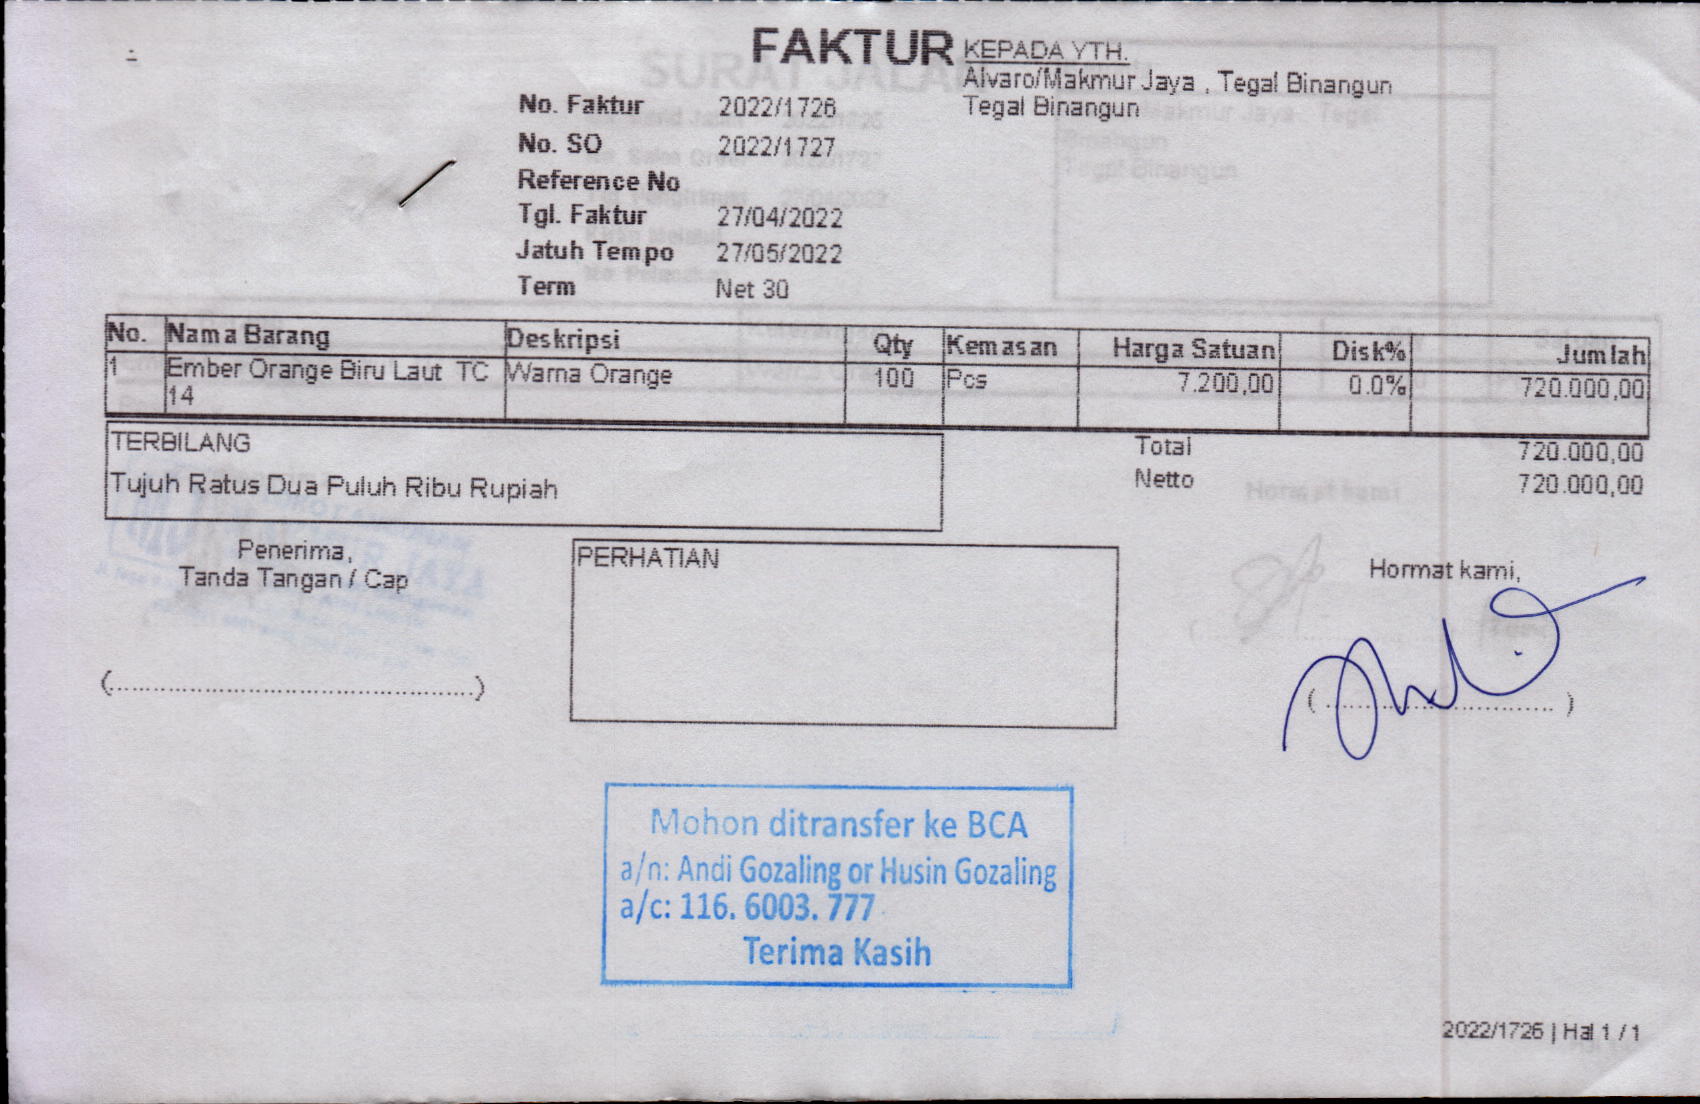 FAKTUR
KEPADA YTH.
Alvaro/Makmur Jaya , Tegal Binangun
Tegal Binangun
No. Faktur 2022/1726
No. SO 2022/1727
Reference No
Tgl. Faktur 27/04/2022
Jatuh Tempo 27/05/2022
Term Net 30
No. Nama Barang Deskripsi Qty Kemasan Harga Satuan Disk% Jumlah
1 Ember Orange Biru Laut TC Warna Orange 100 Pcs 7.200,00 0.0% 720.000,00
14
TERBILANG
Tujuh Ratus Dua Puluh Ribu Rupiah
Total 720.000,00
Netto 720.000,00
Penerima,
Tanda Tangan / Cap
(................................................)
PERHATIAN
Hormat kami,
(................................)
Mohon ditransfer ke BCA
a/n: Andi Gozaling or Husin Gozaling
a/c: 116. 6003. 777
Terima Kasih
2022/1726 | Hal 1 / 1